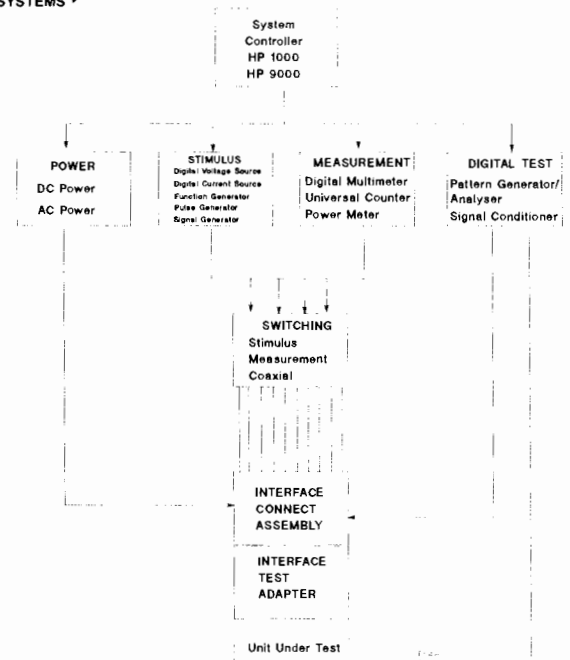 SYSTEMS
System
Controller
HP 1000
HP 9000
POWER
DC Power
AC Power
STIMULUS
Digital Voltage Source
Digital Current Source
Function Generator
Pulse Generator
Signal Generator
MEASUREMENT
Digital Multimeter
Universal Counter
Power Meter
DIGITAL TEST
Pattern Generator/
Analyser
Signal Conditioner
SWITCHING
Stimulus
Measurement
Coaxial
INTERFACE
CONNECT
ASSEMBLY
INTERFACE
TEST
ADAPTER
Unit Under Test